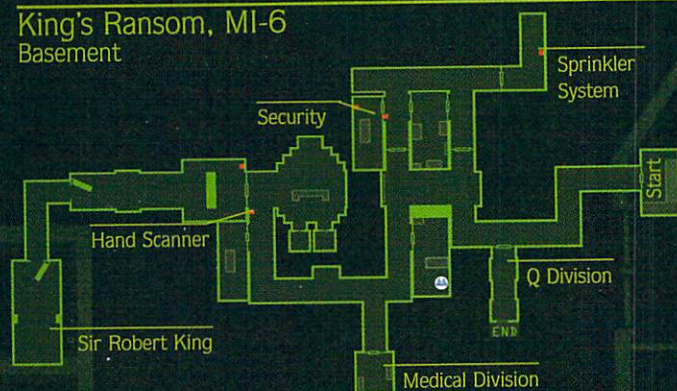 King's Ransom, MI-6
Basement
Sprinkler
System
Security
Start
Hand Scanner
Q Division
END
Sir Robert King
Medical Division